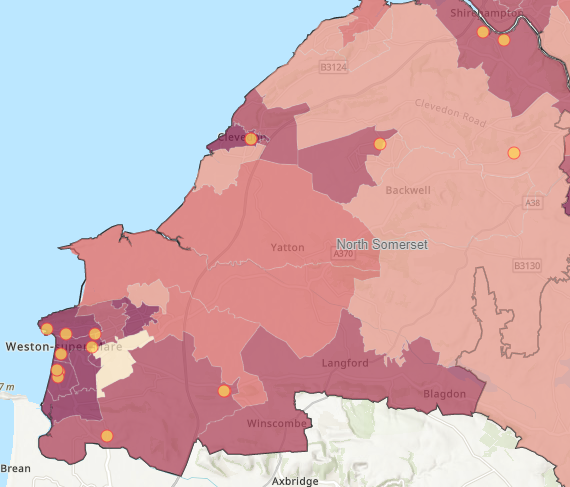 Shirehampton
B3124
Clevedon Road
Clevedon
Backwell
A38
North Somerset
Yatton
A370
B3130
Weston-super-Mare
Langford
7 m
Blagdon
Winscombe
Brean
Axbridge